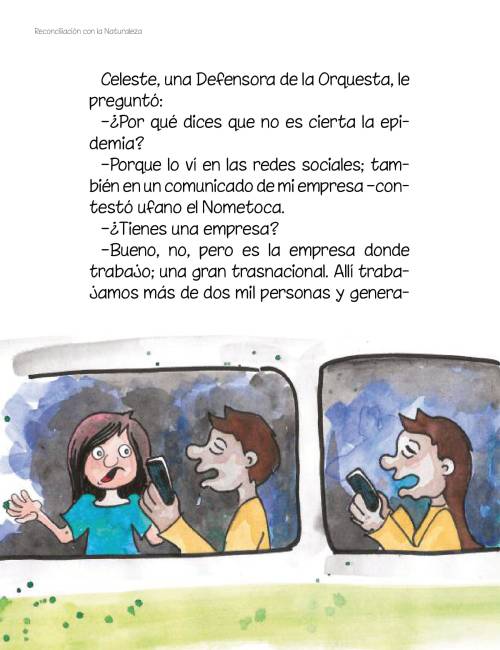 Reconciliación con la Naturaleza
Celeste, una Defensora de la Orquesta, le
preguntó:
–¿Por qué dices que no es cierta la epi-
demia?
–Porque lo vi en las redes sociales; tam-
bién en un comunicado de mi empresa –con-
testó ufano el Nometoca.
–¿Tienes una empresa?
–Bueno, no, pero es la empresa donde
trabajo; una gran trasnacional. Allí traba-
jamos más de dos mil personas y genera-